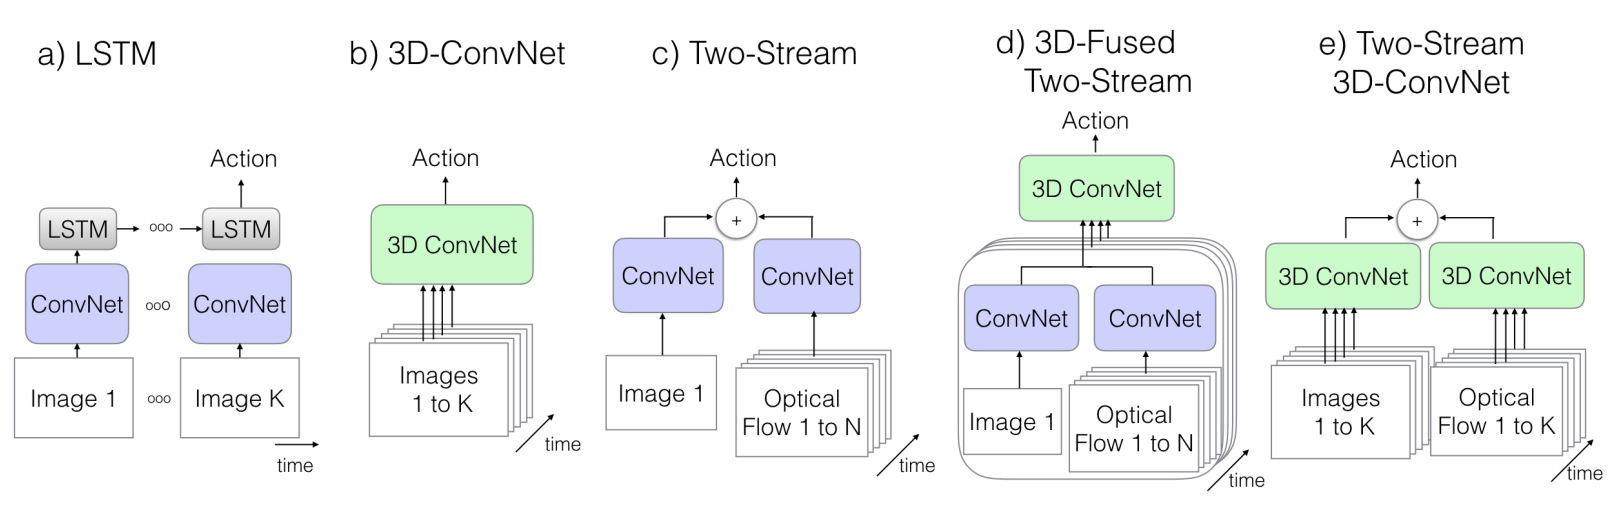 a) LSTM
Action
LSTM
ooo
LSTM
ConvNet
ooo
ConvNet
Image 1
ooo
Image K
time
b) 3D-ConvNet
Action
3D ConvNet
Images
1 to K
time
c) Two-Stream
Action
+
ConvNet
ConvNet
Image 1
Optical
Flow 1 to N
time
d) 3D-Fused
Two-Stream
Action
3D ConvNet
ConvNet
ConvNet
Image 1
Optical
Flow 1 to N
time
e) Two-Stream
3D-ConvNet
Action
+
3D ConvNet
3D ConvNet
Images
1 to K
Optical
Flow 1 to K
time